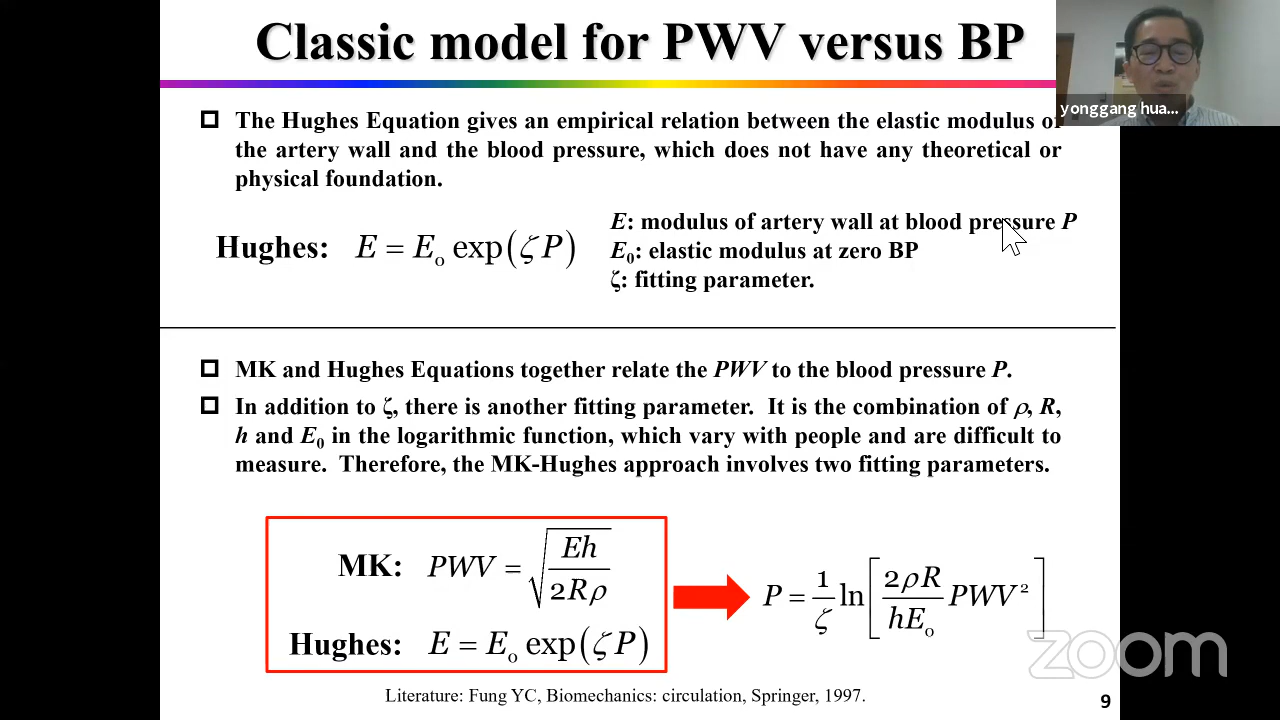 Classic model for PWV versus BP
yonggang hua...
The Hughes Equation gives an empirical relation between the elastic modulus of
the artery wall and the blood pressure, which does not have any theoretical or
physical foundation.
Hughes: E = E₀ exp(ζ P)
E: modulus of artery wall at blood pressure P
E₀: elastic modulus at zero BP
ζ: fitting parameter.
MK and Hughes Equations together relate the PWV to the blood pressure P.
In addition to ζ, there is another fitting parameter. It is the combination of ρ, R,
h and E₀ in the logarithmic function, which vary with people and are difficult to
measure. Therefore, the MK-Hughes approach involves two fitting parameters.
MK: PWV = √(Eh / 2Rρ)
Hughes: E = E₀ exp(ζ P)
P = 1/ζ ln[2ρR / hE₀ PWV²]
zoom
Literature: Fung YC, Biomechanics: circulation, Springer, 1997.
9